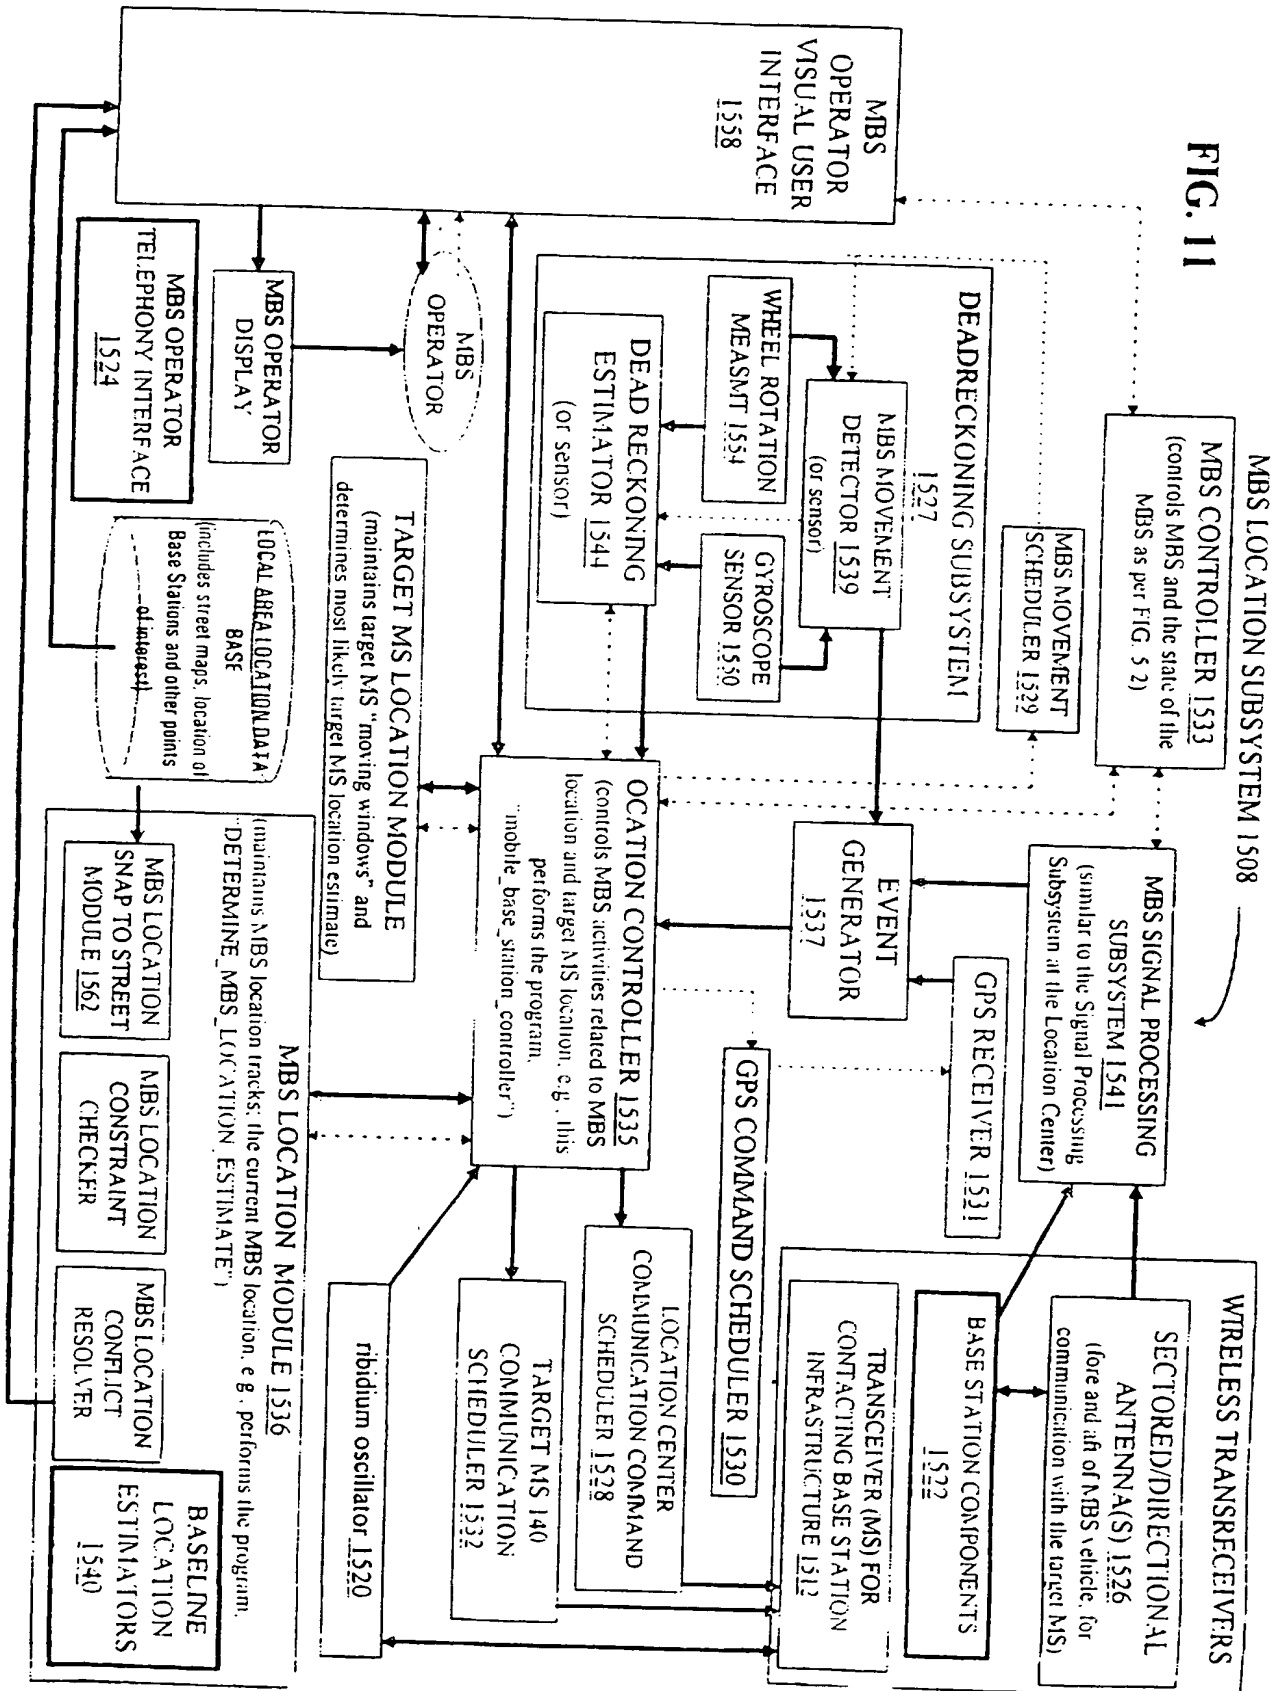 FIG. 11
MBS LOCATION SUBSYSTEM 1508
MBS
OPERATOR
VISUAL USER
INTERFACE
1558
MBS CONTROLLER 1533
(controls MBS and the state of the
MBS as per FIG. 5 2)
MBS MOVEMENT
SCHEDULER 1529
MBS SIGNAL PROCESSING
SUBSYSTEM 1541
(simular to the Signal Processing
Subsystem at the Location Center)
WIRELESS TRANSRECEIVERS
SECTORED/DIRECTIONAL
ANTENNA(S) 1526
(fore and aft of MBS vehicle, for
communication with the target MS)
BASE STATION COMPONENTS
1522
TRANSCEIVER (MS) FOR
CONTACTING BASE STATION
INFRASTRUCTURE 1512
DEADRECKONING SUBSYSTEM
1527
MBS MOVEMENT
DETECTOR 1539
(or sensor)
WHEEL ROTATION
MEASMT 1554
GYROSCOPE
SENSOR 1550
DEAD RECKONING
ESTIMATOR 1544
(or sensor)
EVENT
GENERATOR
1537
GPS RECEIVER 1531
GPS COMMAND SCHEDULER 1530
OCATION CONTROLLER 1535
(controls MBS activities related to MBS
location and target MS location, e.g., this
performs the program,
"mobile_base_station_controller")
LOCATION CENTER
COMMUNICATION COMMAND
SCHEDULER 1528
TARGET MS 140
COMMUNICATION
SCHEDULER 1532
ribidium oscillator 1520
MBS
OPERATOR
MBS OPERATOR
DISPLAY
MBS OPERATOR
TELEPHONY INTERFACE
1524
TARGET MS LOCATION MODULE
(maintains target MS "moving windows" and
determines most likely target MS location estimate)
LOCAL AREA LOCATION DATA
BASE
(includes street maps, location of
Base Stations and other points
of interest)
MBS LOCATION MODULE 1536
(maintains MBS location tracks; the current MBS location, e g , performs the program,
"DETERMINE_MBS_LOCATION_ESTIMATE")
MBS LOCATION
SNAP TO STREET
MODULE 1562
MBS LOCATION
CONSTRAINT
CHECKER
MBS LOCATION
CONFLICT
RESOLVER
BASELINE
LOCATION
ESTIMATORS
1540